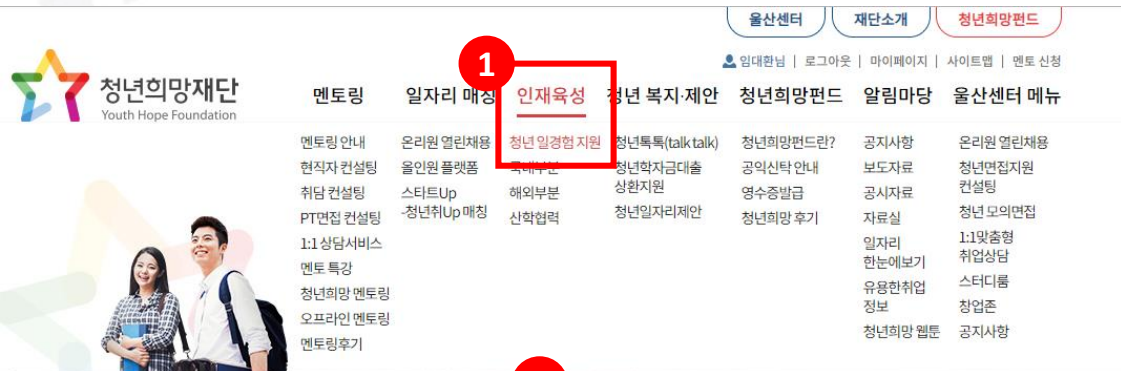 울산센터 재단소개 청년희망펀드
임대환님 | 로그아웃 | 마이페이지 | 사이트맵 | 멘토 신청
1
청년희망재단
Youth Hope Foundation
멘토링 일자리 매칭 인재육성 청년 복지·제안 청년희망펀드 알림마당 울산센터 메뉴
멘토링 안내
현직자 컨설팅
취담 컨설팅
PT면접 컨설팅
1:1 상담서비스
멘토 특강
청년희망 멘토링
오프라인 멘토링
멘토링후기
온리원 열린채용
올인원 플랫폼
스타트Up
-청년취Up 매칭
청년 일경험 지원
국내부분
해외부분
산학협력
청년톡톡(talk talk)
청년학자금대출
상환지원
청년일자리제안
청년희망펀드란?
공익신탁 안내
영수증발급
청년희망 후기
공지사항
보도자료
공시자료
자료실
일자리
한눈에보기
유용한취업
정보
청년희망 웹툰
온리원 열린채용
청년면접지원
컨설팅
청년 모의면접
1:1맞춤형
취업상담
스터디룸
창업존
공지사항